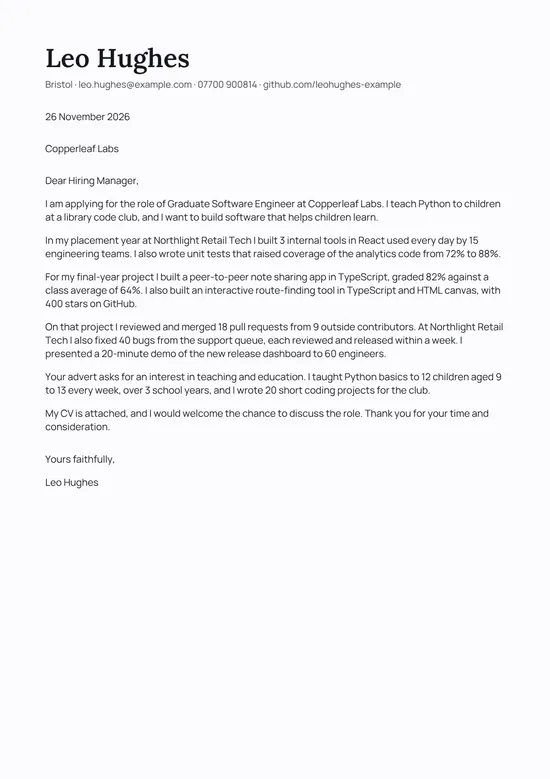 Leo Hughes
Bristol · leo.hughes@example.com · 07700 900814 · github.com/leohughes-example
26 November 2026
Copperleaf Labs
Dear Hiring Manager,
I am applying for the role of Graduate Software Engineer at Copperleaf Labs. I teach Python to children
at a library code club, and I want to build software that helps children learn.
In my placement year at Northlight Retail Tech I built 3 internal tools in React used every day by 15
engineering teams. I also wrote unit tests that raised coverage of the analytics code from 72% to 88%.
For my final-year project I built a peer-to-peer note sharing app in TypeScript, graded 82% against a
class average of 64%. I also built an interactive route-finding tool in TypeScript and HTML canvas, with
400 stars on GitHub.
On that project I reviewed and merged 18 pull requests from 9 outside contributors. At Northlight Retail
Tech I also fixed 40 bugs from the support queue, each reviewed and released within a week. I
presented a 20-minute demo of the new release dashboard to 60 engineers.
Your advert asks for an interest in teaching and education. I taught Python basics to 12 children aged 9
to 13 every week, over 3 school years, and I wrote 20 short coding projects for the club.
My CV is attached, and I would welcome the chance to discuss the role. Thank you for your time and
consideration.
Yours faithfully,
Leo Hughes